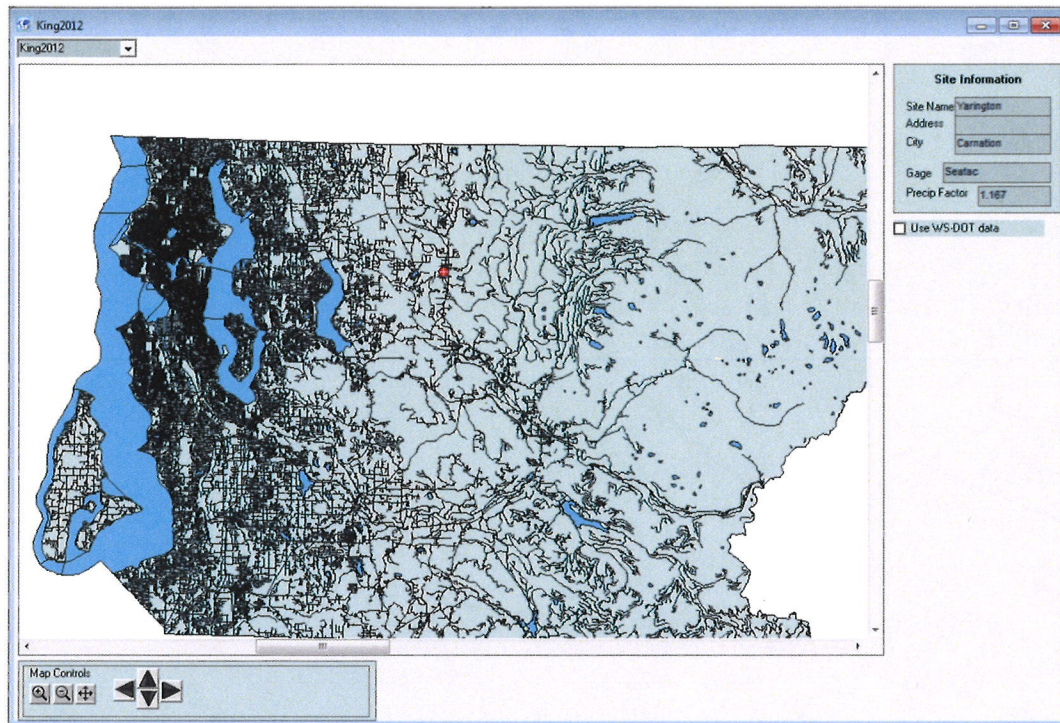 King2012
King2012
Site Information
Site Name Yarington
Address
City Carnation
Gage Seatac
Precip Factor 1.167
Use WS-DOT data
Map Controls